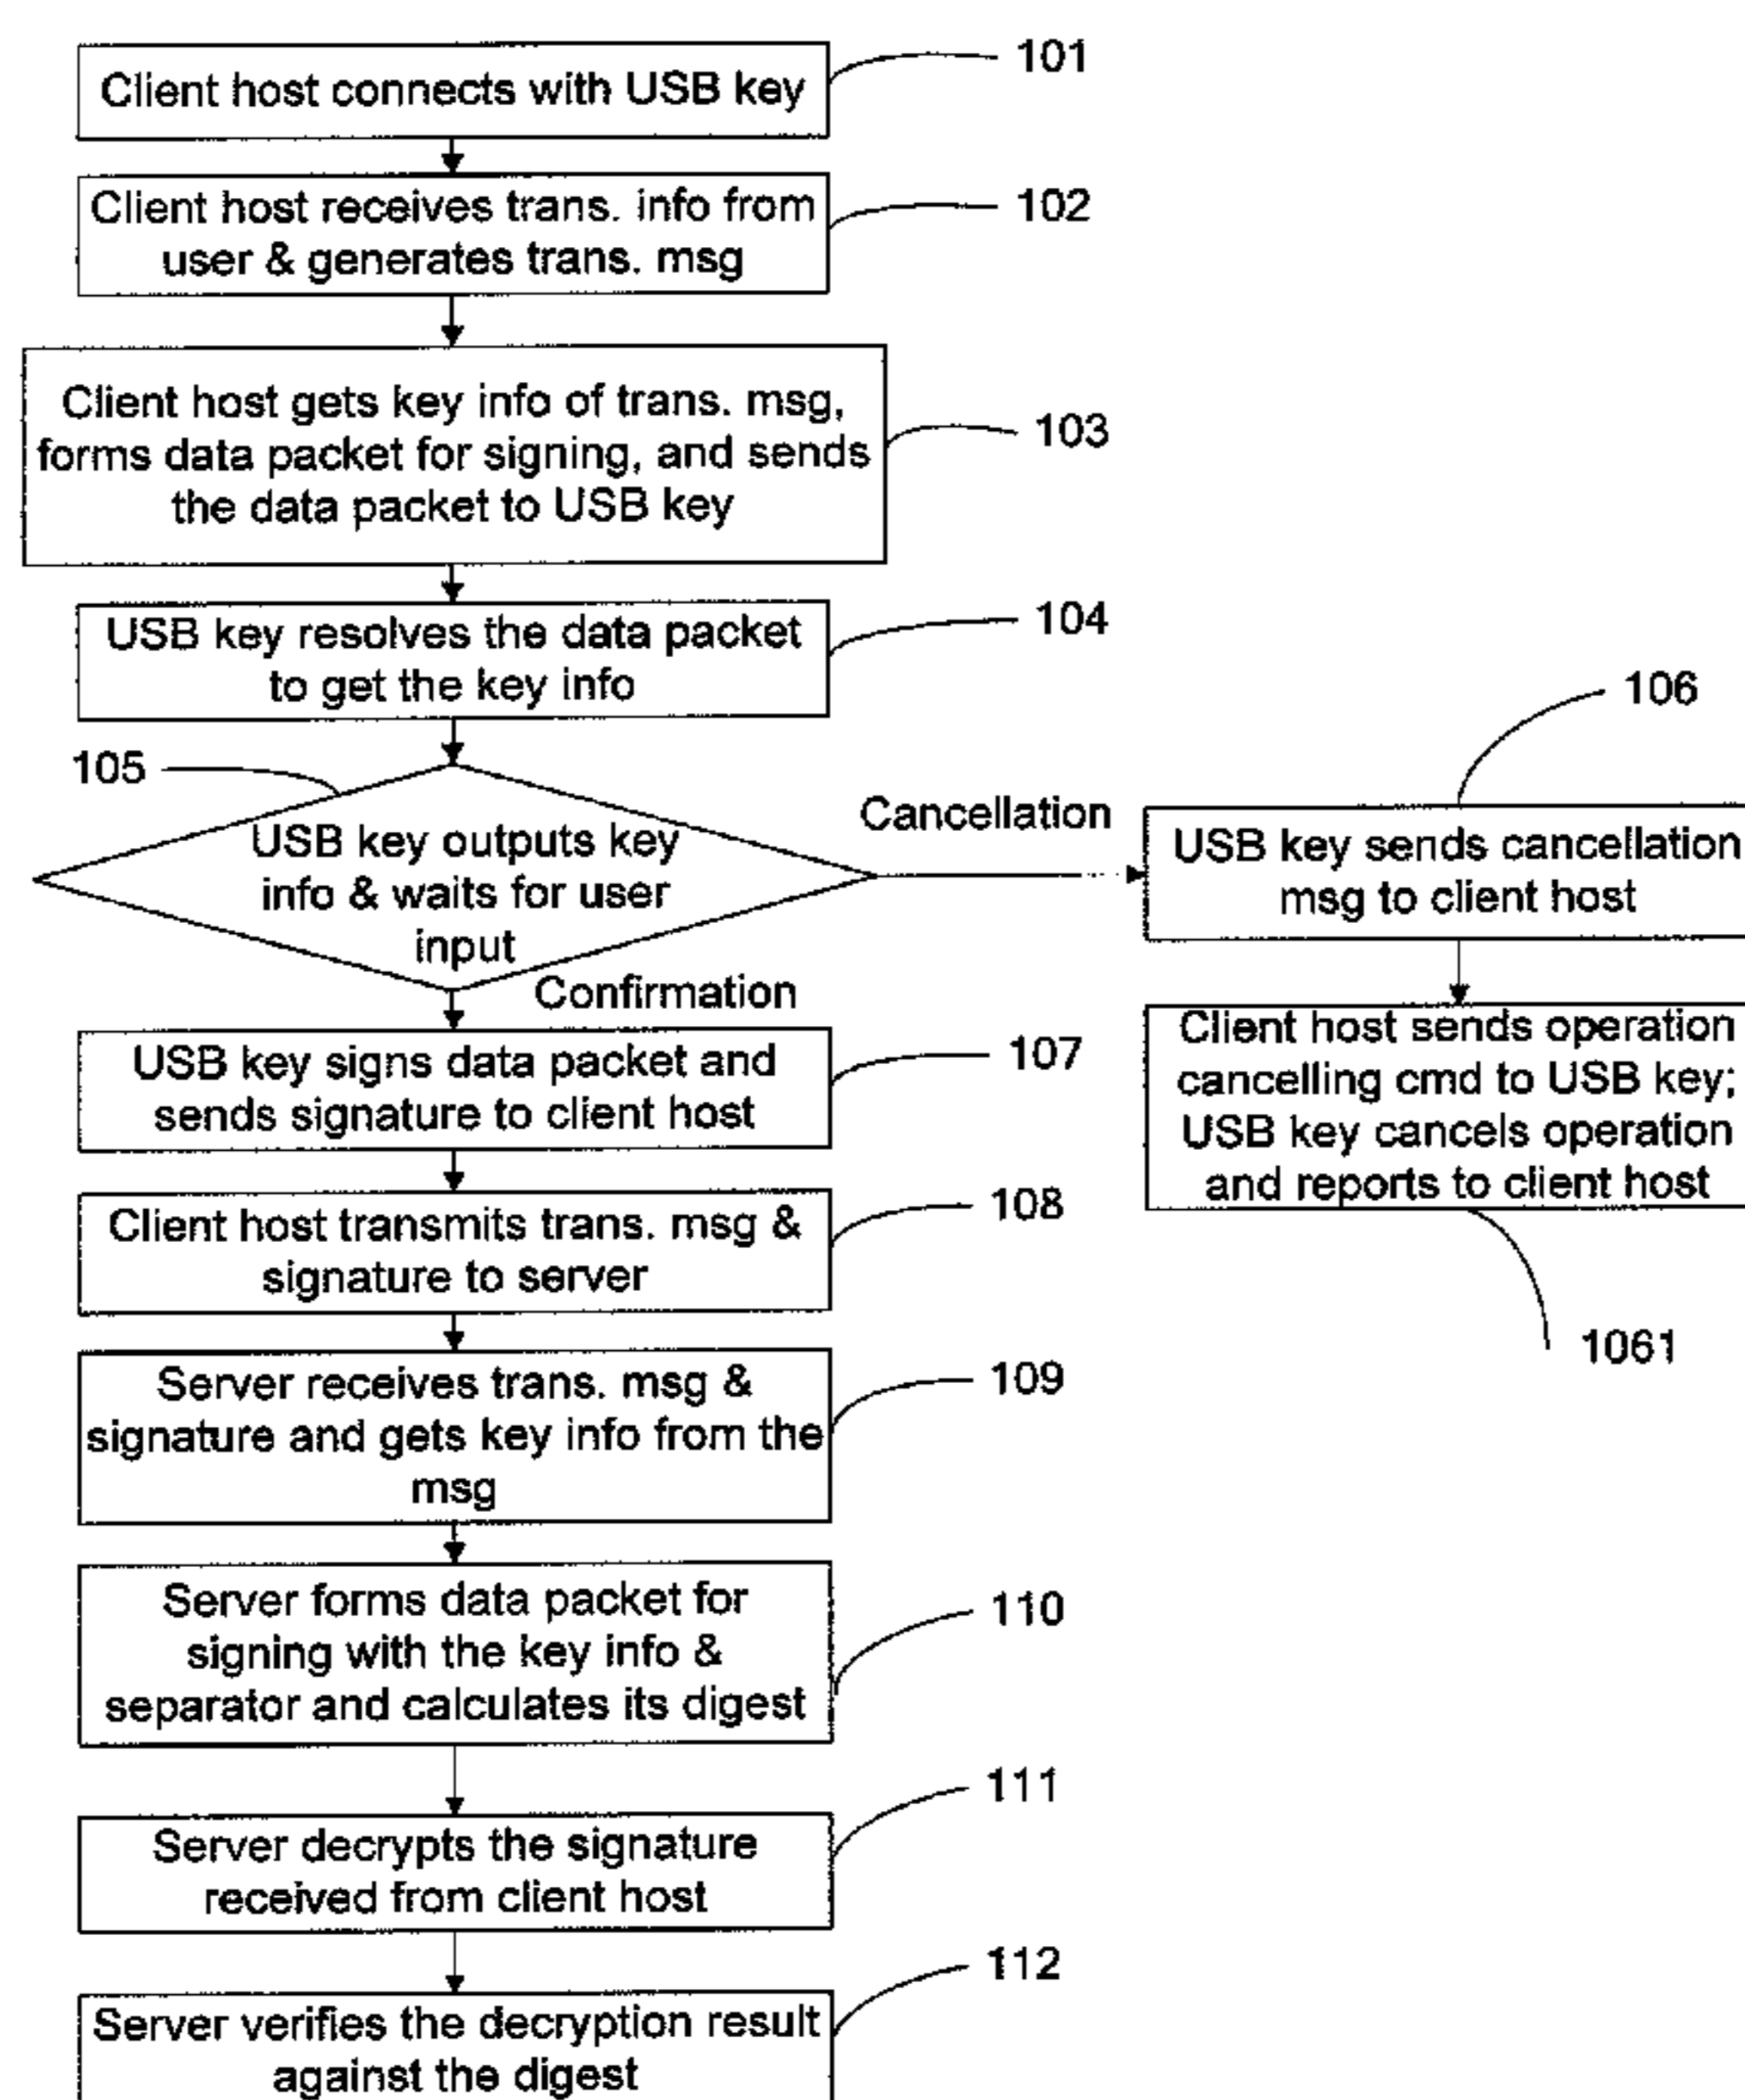 Client host connects with USB key
101
Client host receives trans. info from
user & generates trans. msg
102
Client host gets key info of trans. msg,
forms data packet for signing, and sends
the data packet to USB key
103
USB key resolves the data packet
to get the key info
104
105
USB key outputs key
info & waits for user
input
Cancellation
106
USB key sends cancellation
msg to client host
Confirmation
Client host sends operation
cancelling cmd to USB key;
USB key cancels operation
and reports to client host
1061
USB key signs data packet and
sends signature to client host
107
Client host transmits trans. msg &
signature to server
108
Server receives trans. msg &
signature and gets key info from the
msg
109
Server forms data packet for
signing with the key info &
separator and calculates its digest
110
Server decrypts the signature
received from client host
111
Server verifies the decryption result
against the digest
112